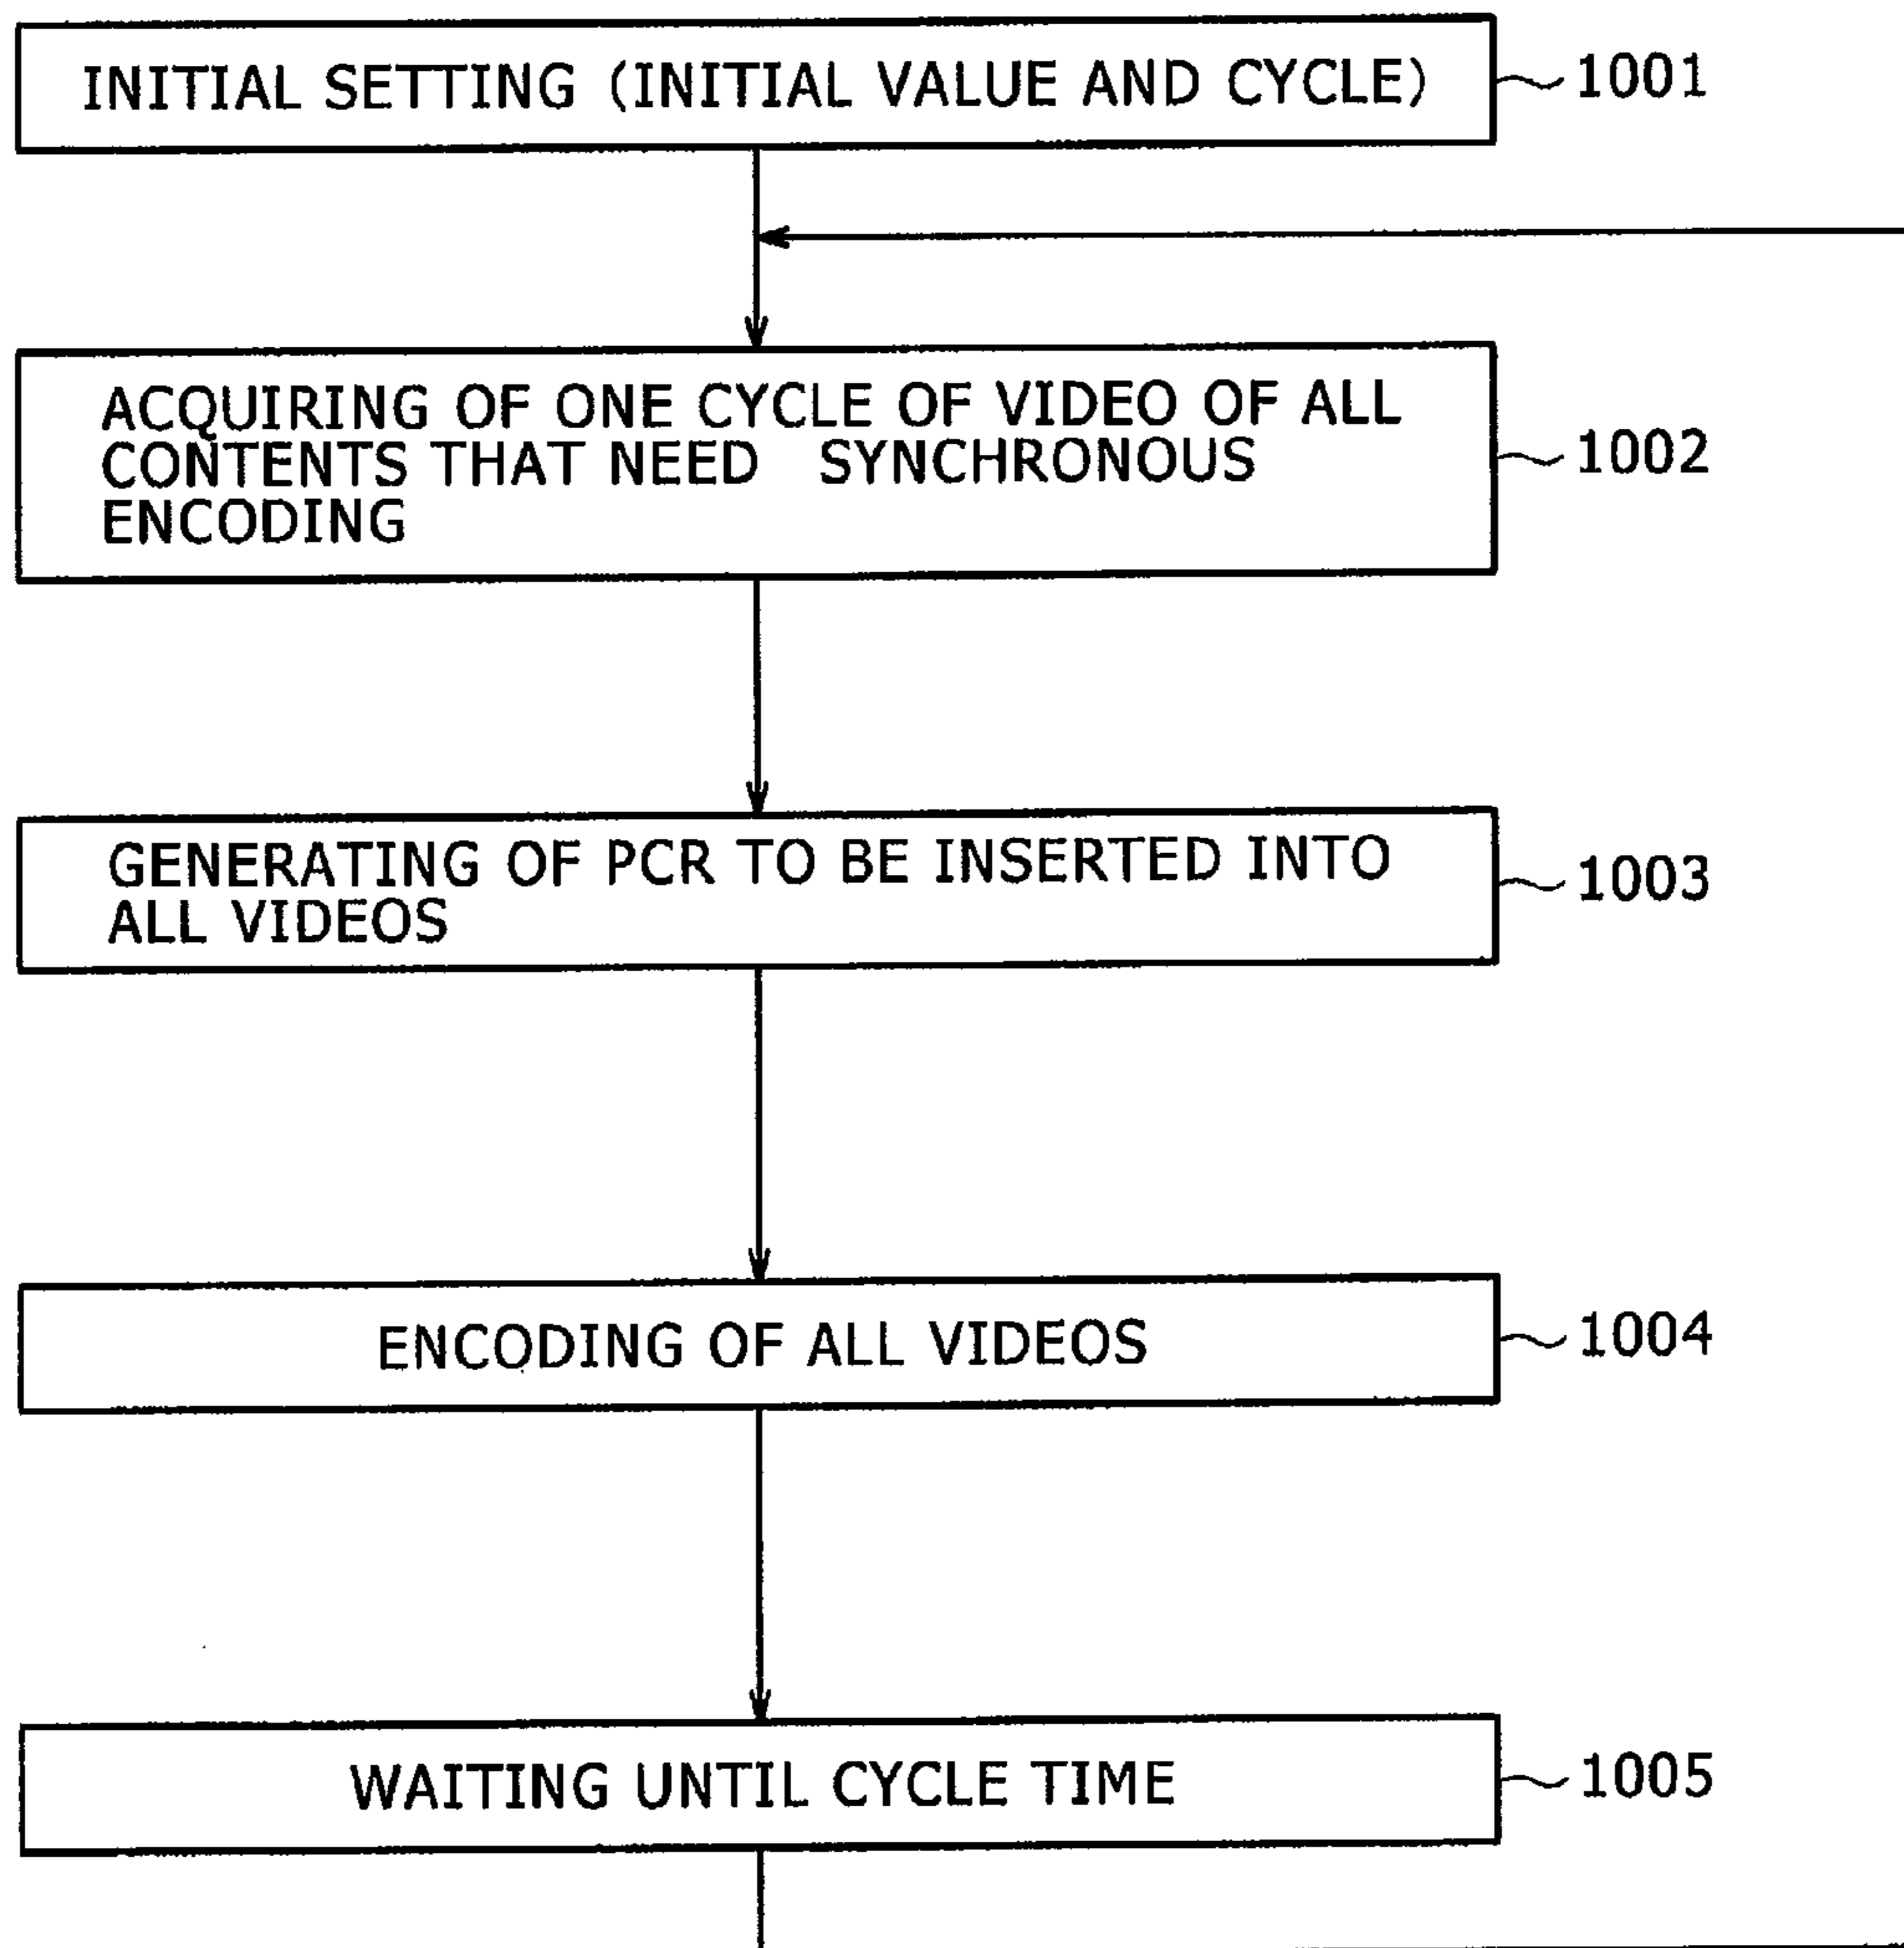 INITIAL SETTING (INITIAL VALUE AND CYCLE)
1001
ACQUIRING OF ONE CYCLE OF VIDEO OF ALL
CONTENTS THAT NEED SYNCHRONOUS
ENCODING
1002
GENERATING OF PCR TO BE INSERTED INTO
ALL VIDEOS
1003
ENCODING OF ALL VIDEOS
1004
WAITING UNTIL CYCLE TIME
1005